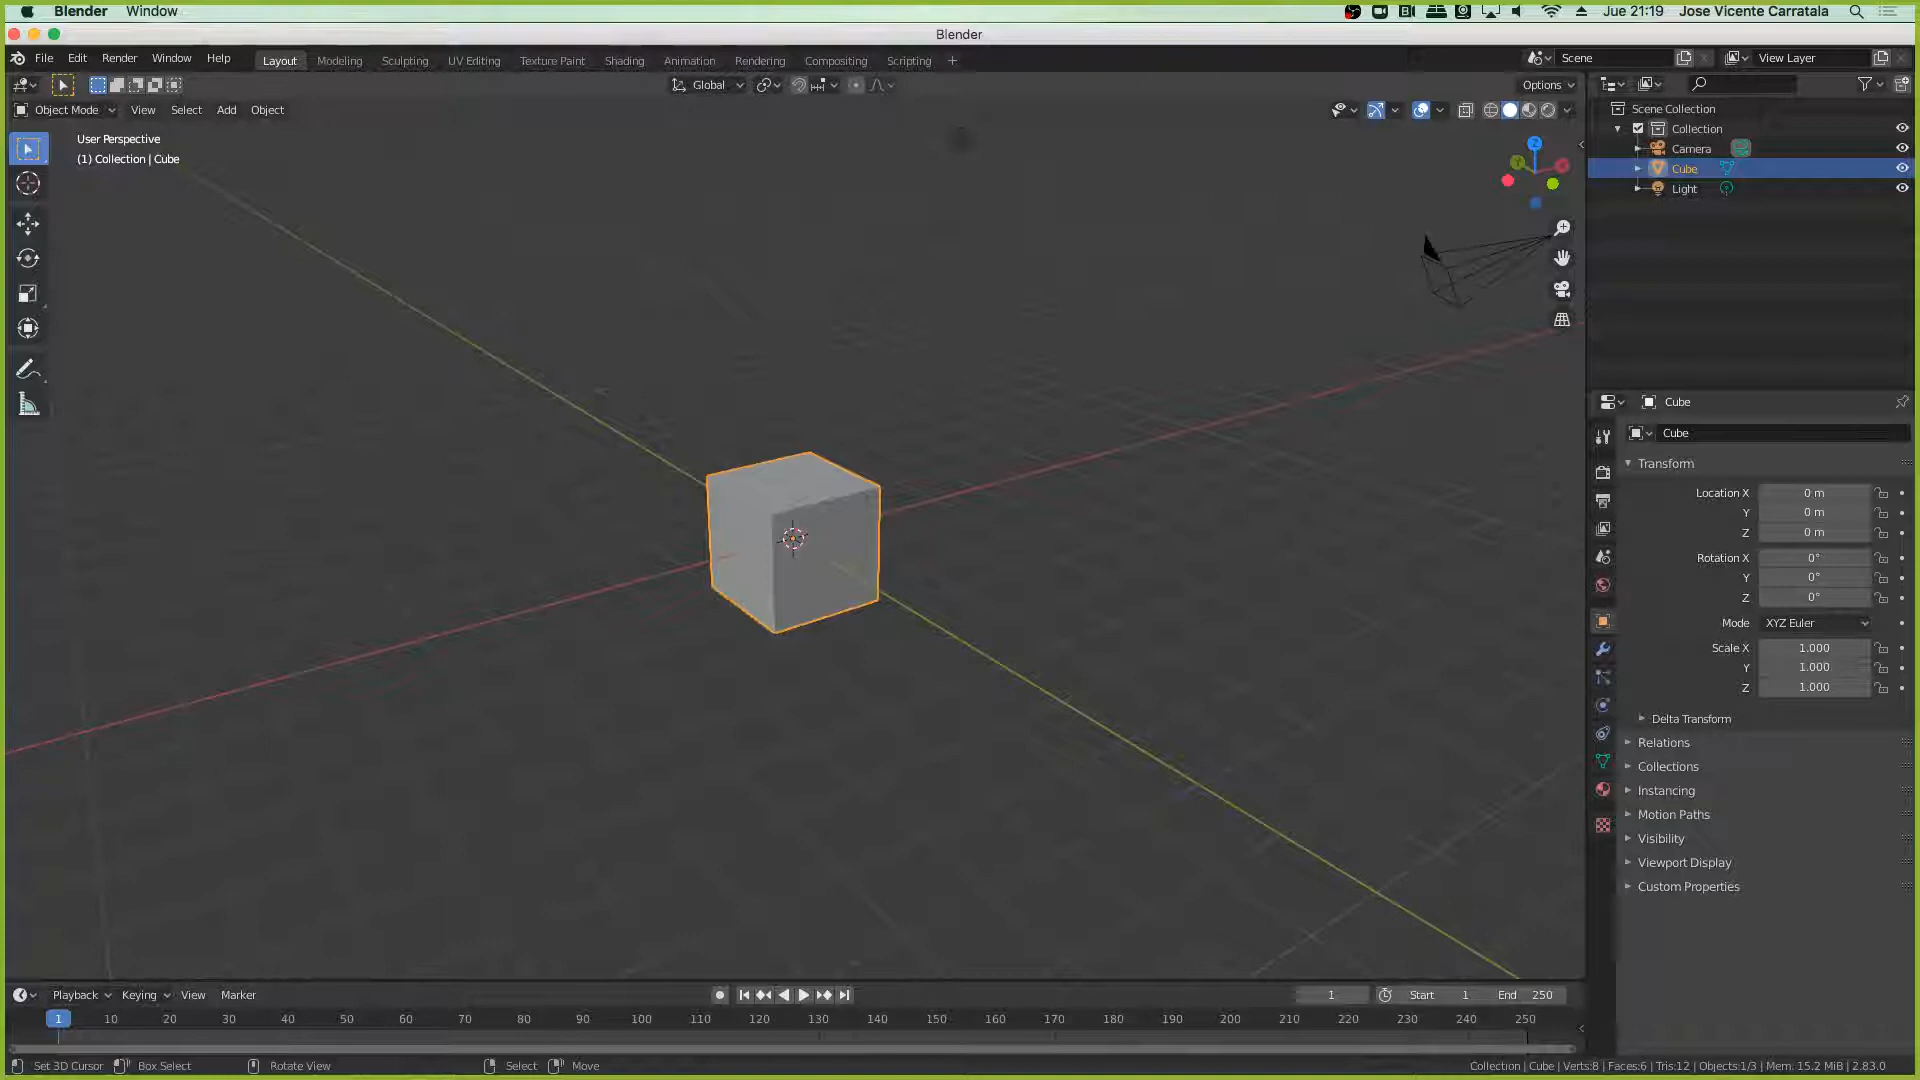 Blender Window Jue 21:19 Jose Vicente Carratala
Blender
File Edit Render Window Help Layout Modeling Sculpting UV Editing Texture Paint Shading Animation Rendering Compositing Scripting + Scene View Layer
Global Options
Object Mode View Select Add Object
User Perspective
(1) Collection | Cube
Z
Scene Collection
Collection
Camera
Cube
Light
Cube
Cube
Transform
Location X 0 m
Y 0 m
Z 0 m
Rotation X 0°
Y 0°
Z 0°
Mode XYZ Euler
Scale X 1.000
Y 1.000
Z 1.000
Delta Transform
Relations
Collections
Instancing
Motion Paths
Visibility
Viewport Display
Custom Properties
Playback Keying View Marker 1 Start 1 End 250
1 10 20 30 40 50 60 70 80 90 100 110 120 130 140 150 160 170 180 190 200 210 220 230 240 250
Set 3D Cursor Box Select Rotate View Select Move Collection | Cube | Verts:8 | Faces:6 | Tris:12 | Objects:1/3 | Mem: 15.2 MiB | 2.83.0